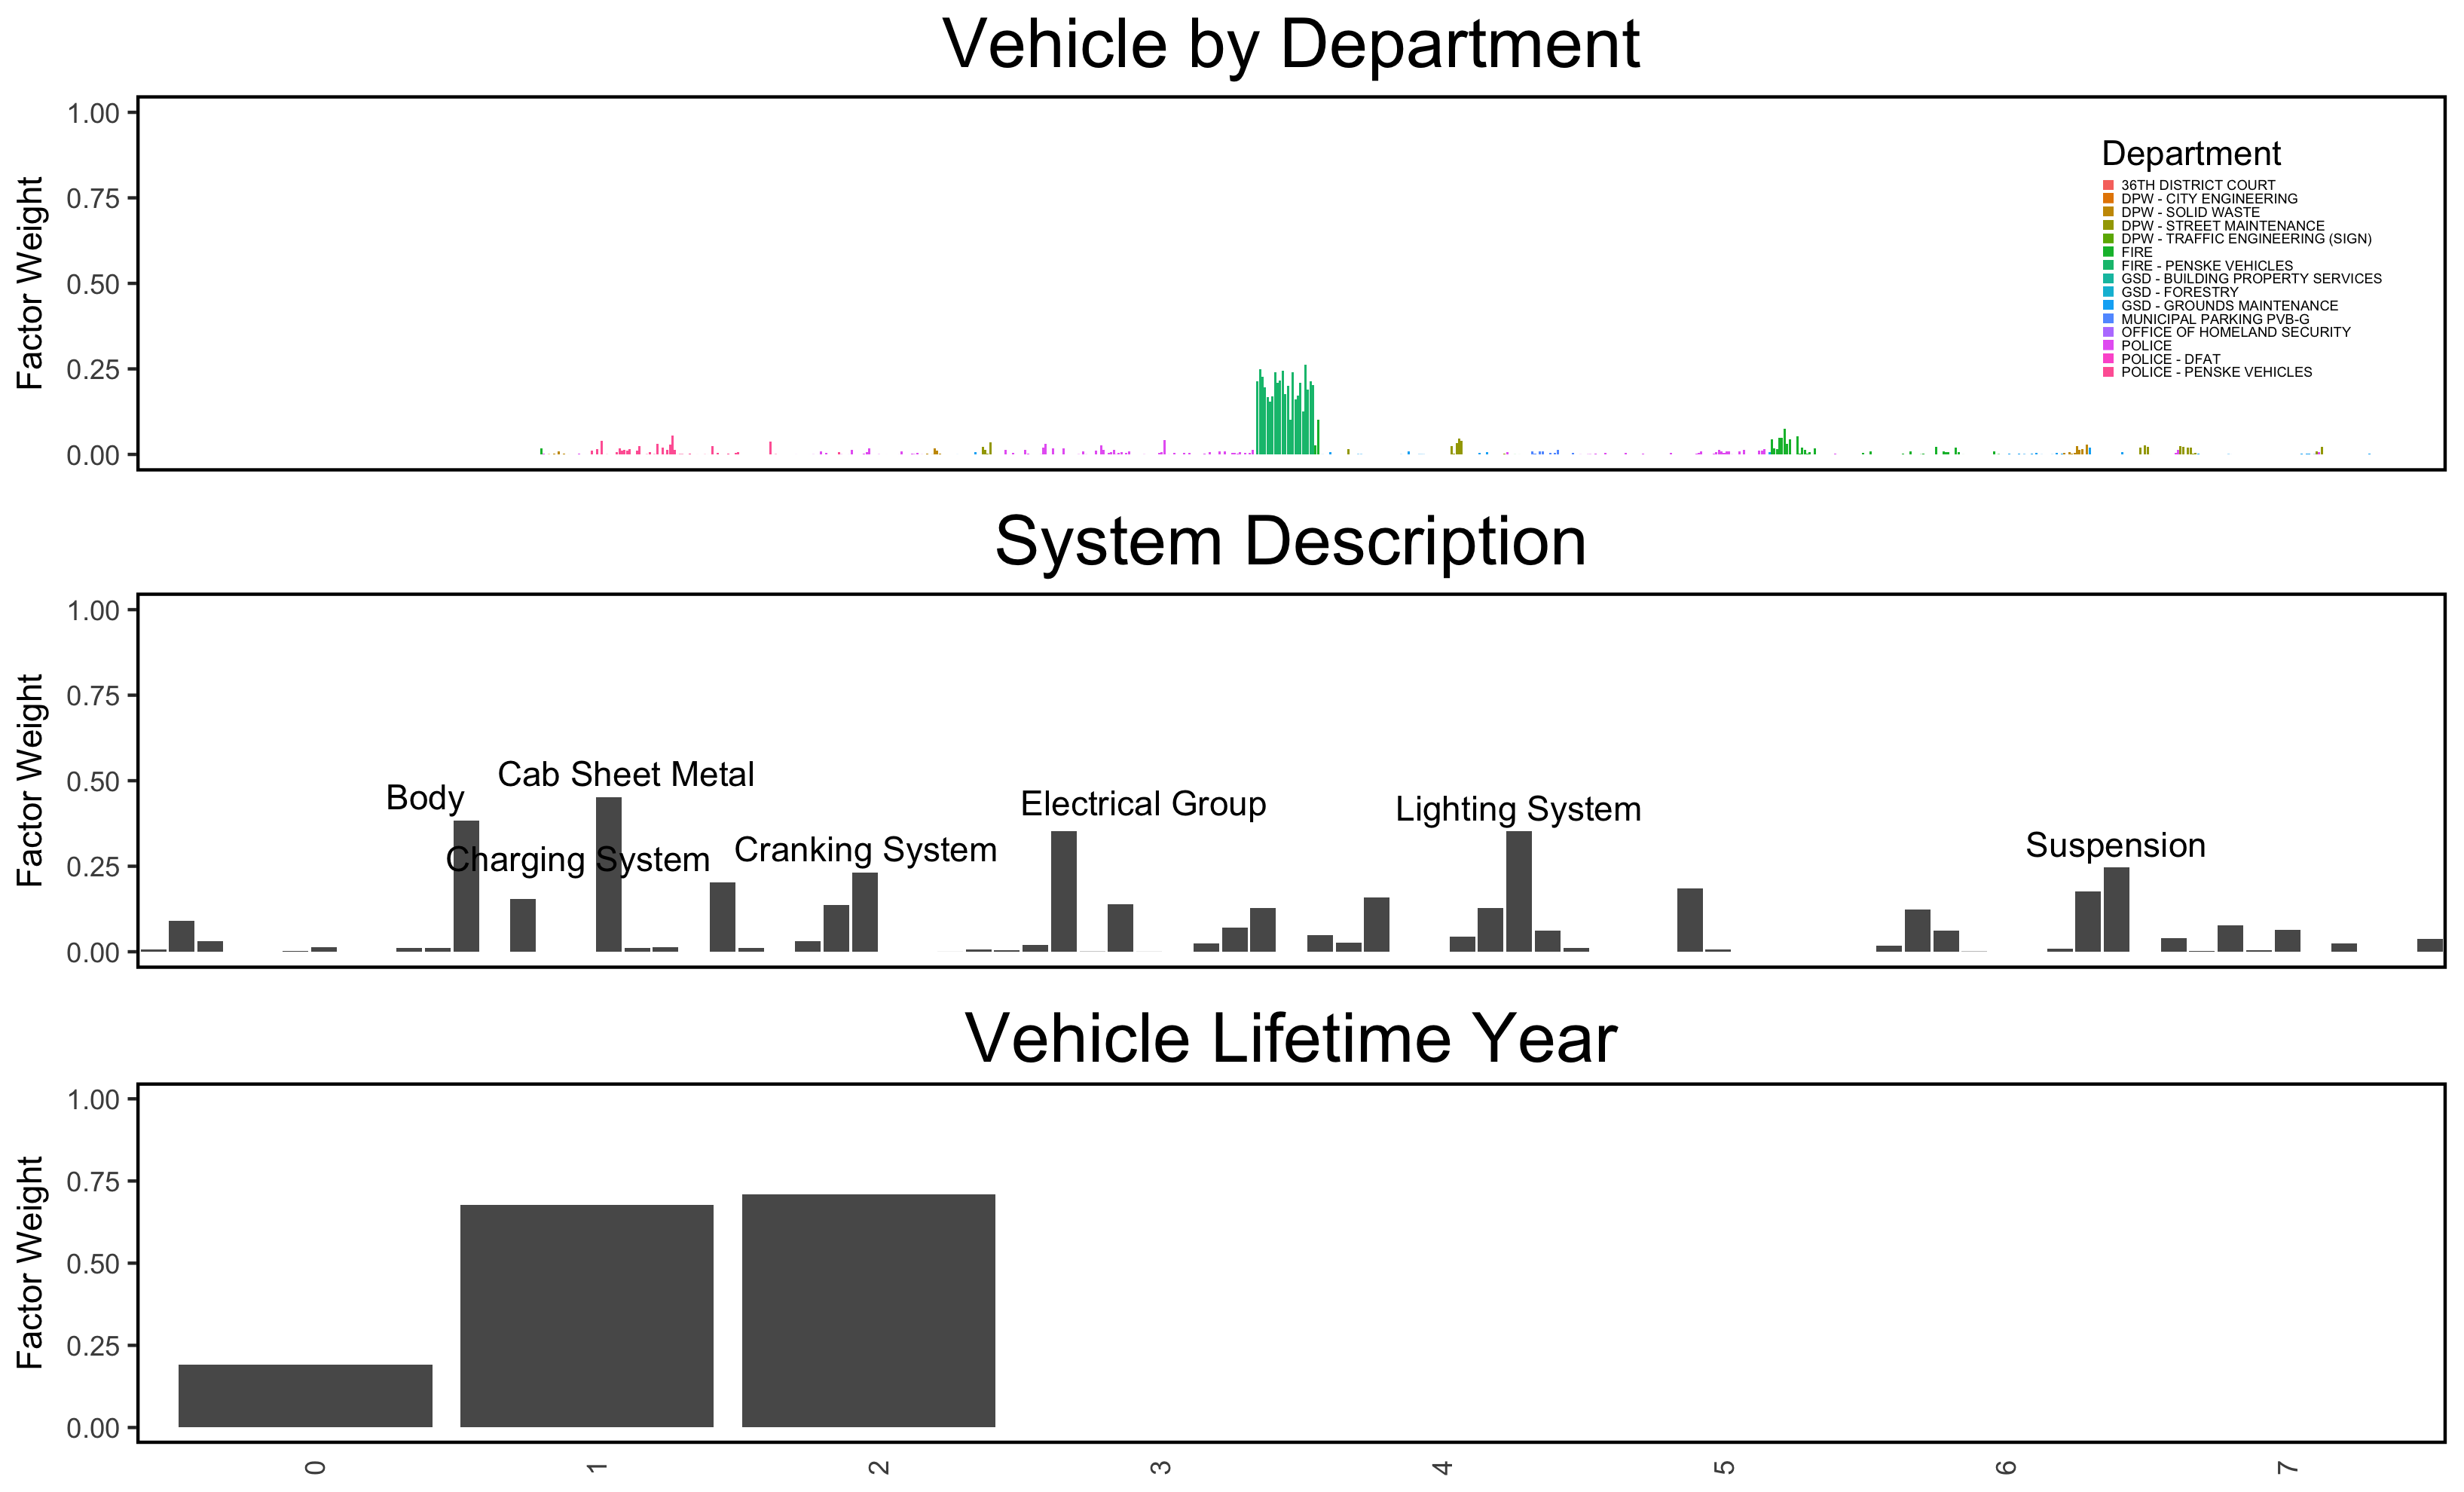 Vehicle by Department
Factor Weight
1.00
0.75
0.50
0.25
0.00
Department
36TH DISTRICT COURT
DPW - CITY ENGINEERING
DPW - SOLID WASTE
DPW - STREET MAINTENANCE
DPW - TRAFFIC ENGINEERING (SIGN)
FIRE
FIRE - PENSKE VEHICLES
GSD - BUILDING PROPERTY SERVICES
GSD - FORESTRY
GSD - GROUNDS MAINTENANCE
MUNICIPAL PARKING PVB-G
OFFICE OF HOMELAND SECURITY
POLICE
POLICE - DFAT
POLICE - PENSKE VEHICLES
System Description
Factor Weight
1.00
0.75
0.50
0.25
0.00
Body
Cab Sheet Metal
Charging System
Cranking System
Electrical Group
Lighting System
Suspension
Vehicle Lifetime Year
Factor Weight
1.00
0.75
0.50
0.25
0.00
0 1 2 3 4 5 6 7